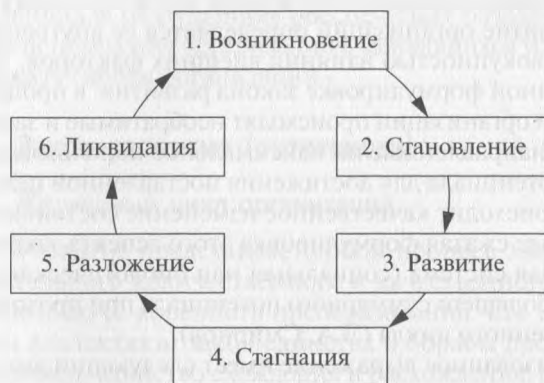 1. Возникновение
6. Ликвидация
2. Становление
5. Разложение
3. Развитие
4. Стагнация